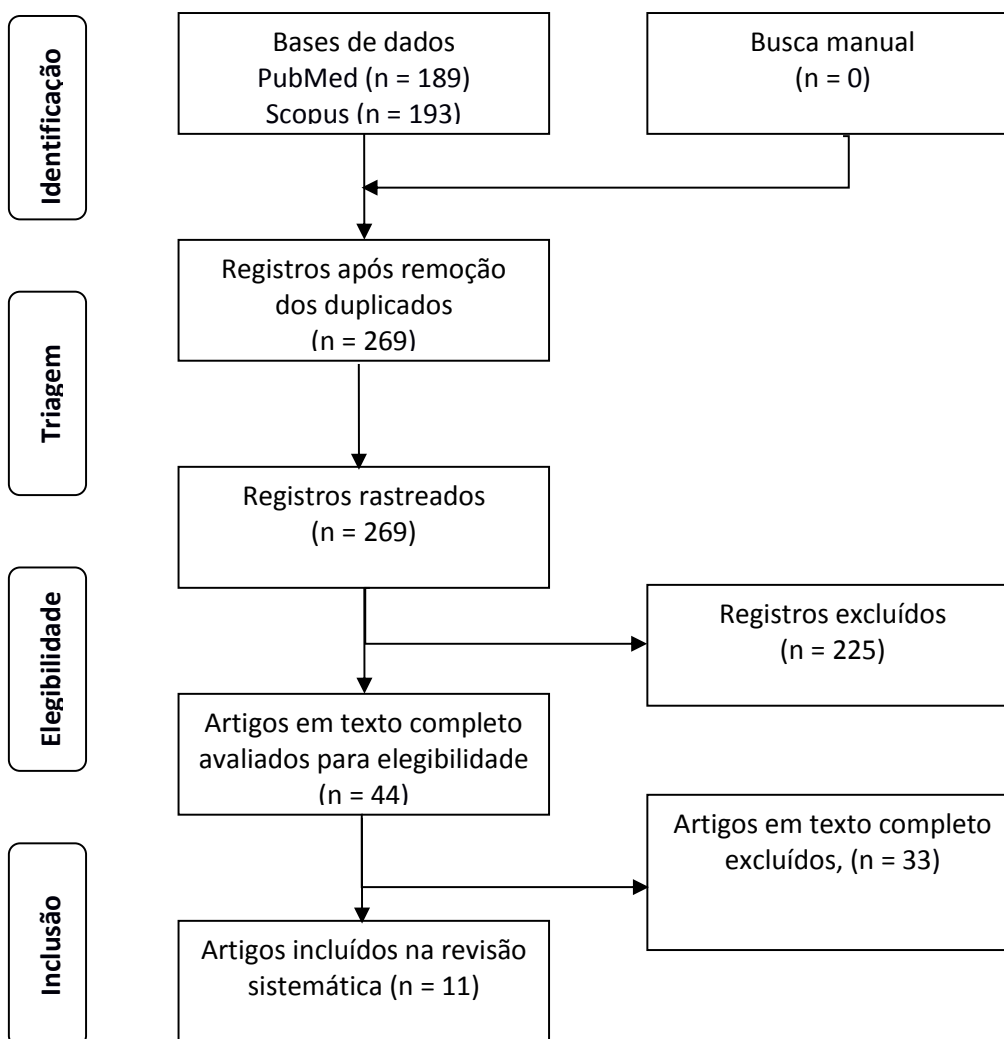 Identificação
Bases de dados
PubMed (n = 189)
Scopus (n = 193)
Busca manual
(n = 0)
Triagem
Registros após remoção
dos duplicados
(n = 269)
Registros rastreados
(n = 269)
Elegibilidade
Registros excluídos
(n = 225)
Artigos em texto completo
avaliados para elegibilidade
(n = 44)
Artigos em texto completo
excluídos, (n = 33)
Inclusão
Artigos incluídos na revisão
sistemática (n = 11)